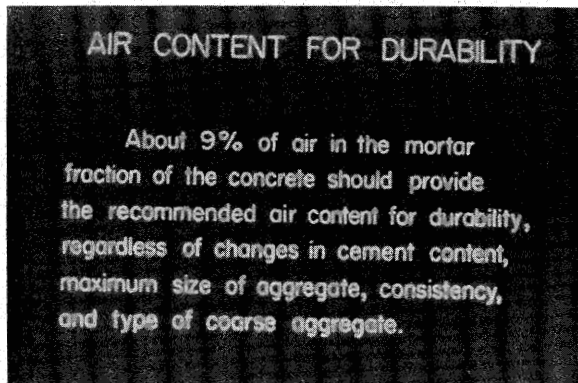 AIR CONTENT FOR DURABILITY
About 9% of air in the mortar
fraction of the concrete should provide
the recommended air content for durability,
regardless of changes in cement content,
maximum size of aggregate, consistency,
and type of coarse aggregate.